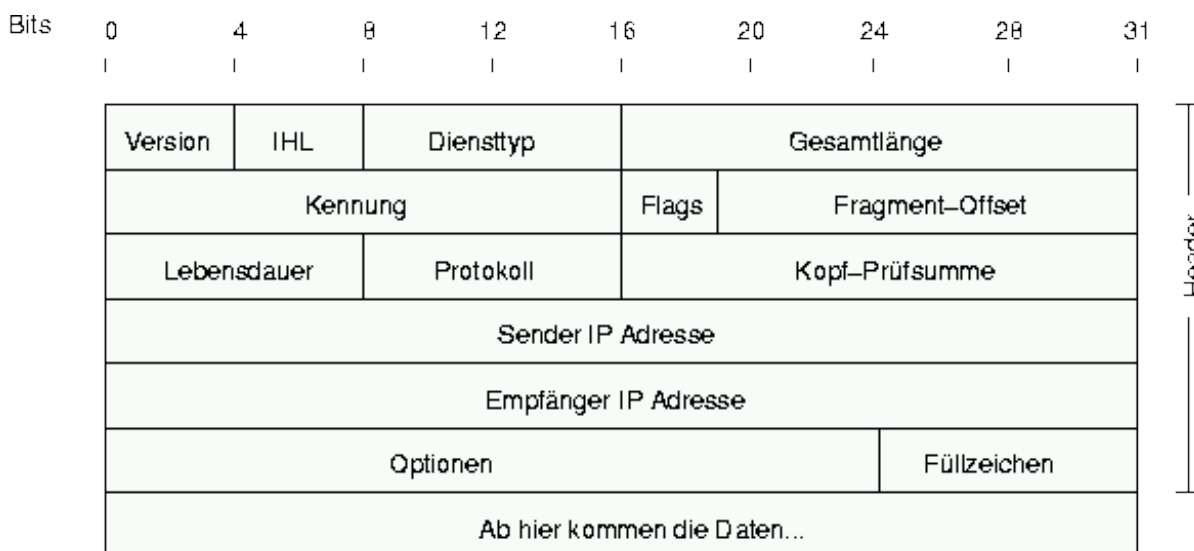 Bits 0 4 8 12 16 20 24 28 31
Version IHL Diensttyp Gesamtlänge
Kennung Flags Fragment–Offset
Lebensdauer Protokoll Kopf–Prüfsumme
Sender IP Adresse
Empfänger IP Adresse
Optionen Füllzeichen
Ab hier kommen die Daten...
Header